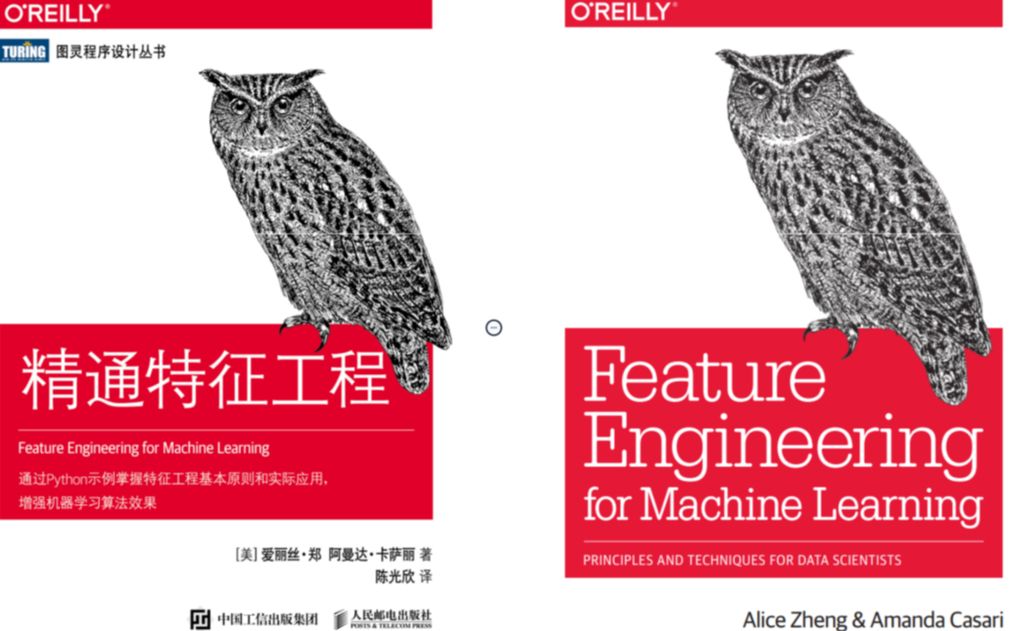 O'REILLY®
TURING 图灵程序设计丛书
精通特征工程
Feature Engineering for Machine Learning
通过Python示例掌握特征工程基本原则和实际应用，
增强机器学习算法效果
[美] 爱丽丝·郑 阿曼达·卡萨丽 著
陈光欣 译
中国工信出版集团 人民邮电出版社
POSTS & TELECOM PRESS
O'REILLY®
Feature
Engineering
for Machine Learning
PRINCIPLES AND TECHNIQUES FOR DATA SCIENTISTS
Alice Zheng & Amanda Casari